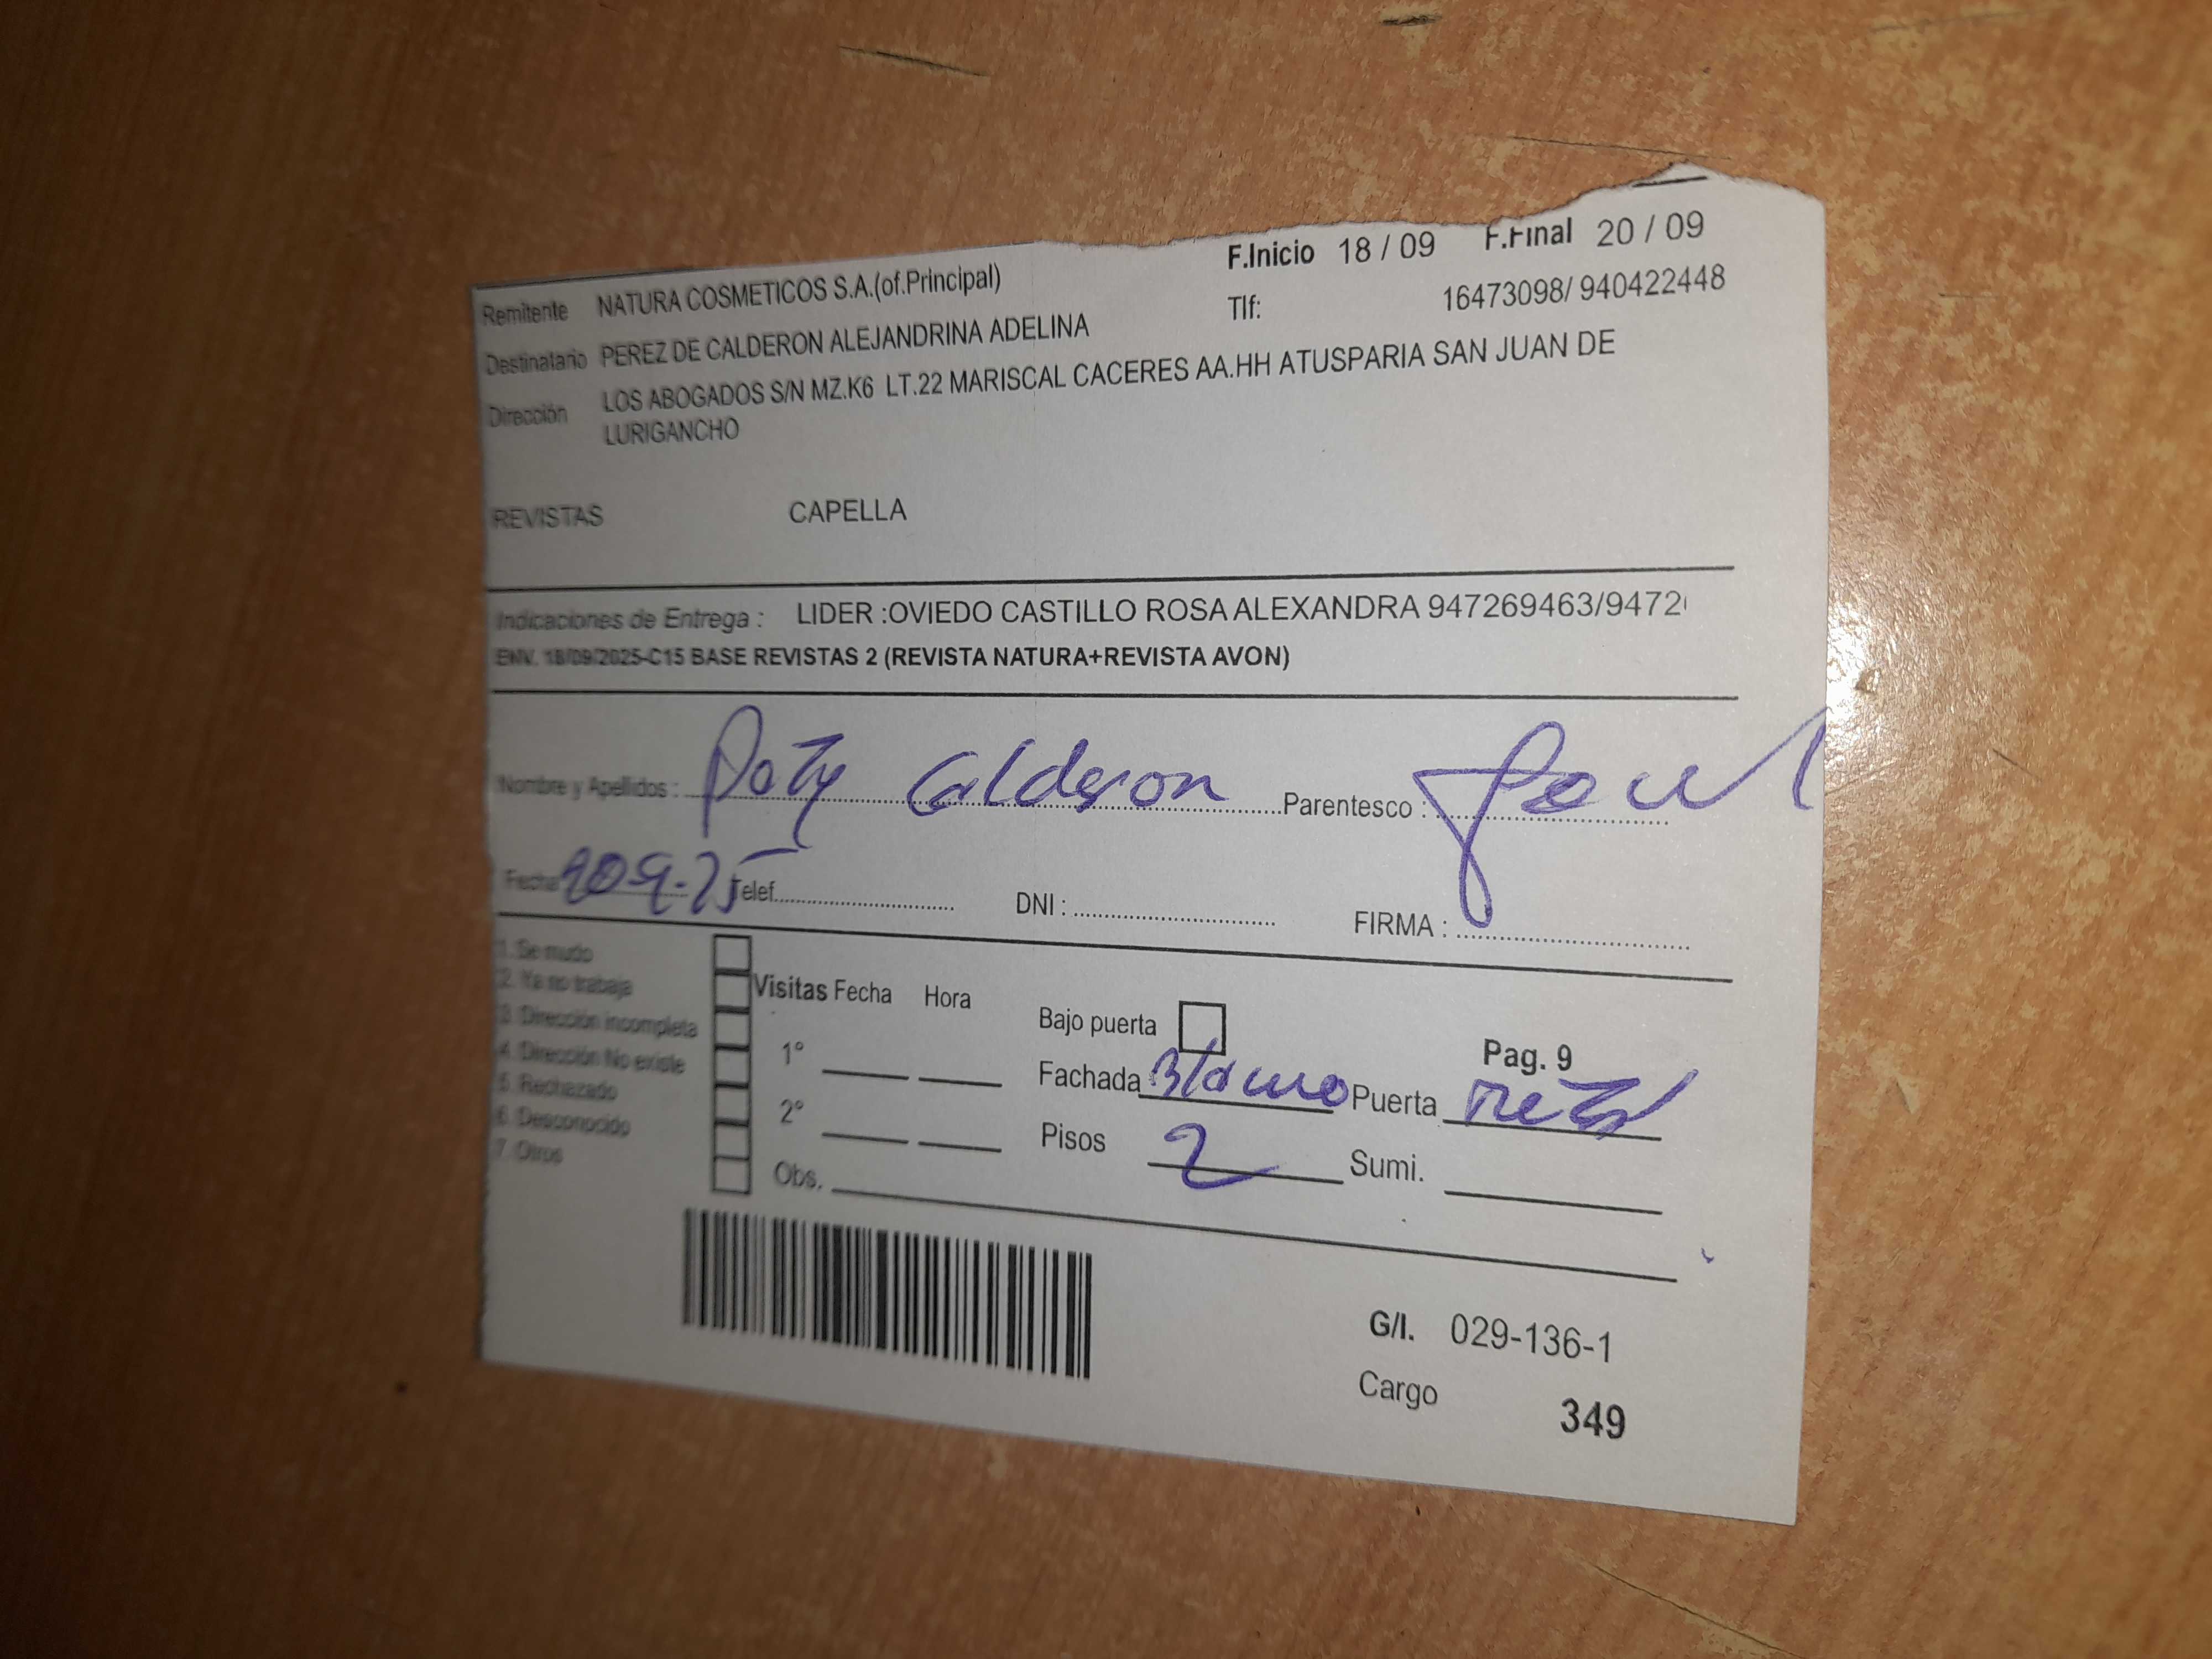 F.Inicio 18 / 09 F.Final 20 / 09
Remitente NATURA COSMETICOS S.A.(of.Principal)
Tlf: 16473098/ 940422448
Destinatario PEREZ DE CALDERON ALEJANDRINA ADELINA
Dirección LOS ABOGADOS S/N MZ.K6 LT.22 MARISCAL CACERES AA.HH ATUSPARIA SAN JUAN DE
LURIGANCHO
REVISTAS CAPELLA
Indicaciones de Entrega : LIDER :OVIEDO CASTILLO ROSA ALEXANDRA 947269463/9472
ENV. 18/09/2025-C15 BASE REVISTAS 2 (REVISTA NATURA+REVISTA AVON)
Nombre y Apellidos : Paty Calderon Parentesco :
Fecha Telef. DNI : FIRMA :
1. Se mudo
2. Ya no trabaja
3. Dirección incompleta
4. Dirección No existe
5. Rechazado
6. Desconocido
7. Otros
Visitas Fecha Hora
1°
2°
Obs.
Bajo puerta
Pag. 9
Fachada Blanco Puerta metal
Pisos 2 Sumi.
G/I. 029-136-1
Cargo 349